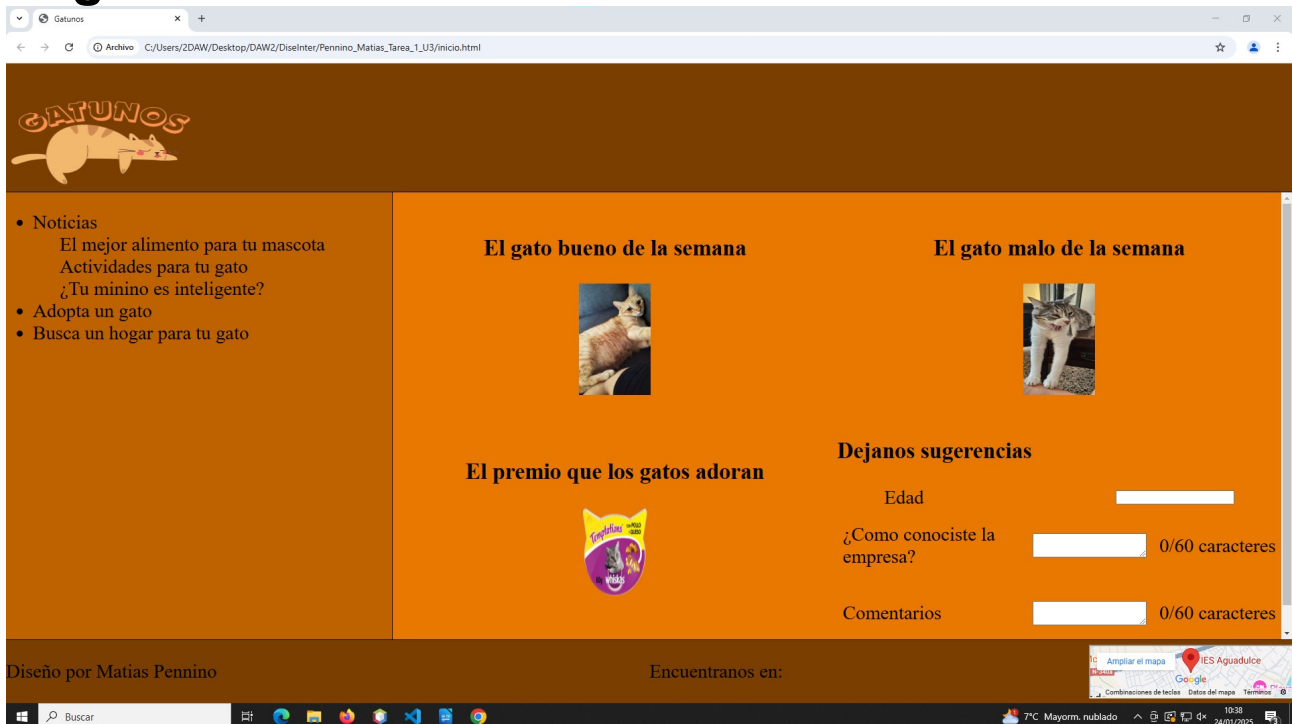 Gatunos
Archivo C:/Users/2DAW/Desktop/DAW2/DiseInter/Pennino_Matias_Tarea_1_U3/inicio.html
GATUNOS
Noticias
El mejor alimento para tu mascota
Actividades para tu gato
¿Tu minino es inteligente?
Adopta un gato
Busca un hogar para tu gato
El gato bueno de la semana
El gato malo de la semana
El premio que los gatos adoran
Temptations
whiskas
Dejanos sugerencias
Edad
¿Como conociste la
empresa?
0/60 caracteres
Comentarios
0/60 caracteres
Diseño por Matias Pennino
Encuentranos en:
Ampliar el mapa
IES Aguadulce
Google
Combinaciones de teclas Datos del mapa Términos
Buscar
7°C Mayorm. nublado
10:38
24/01/2025